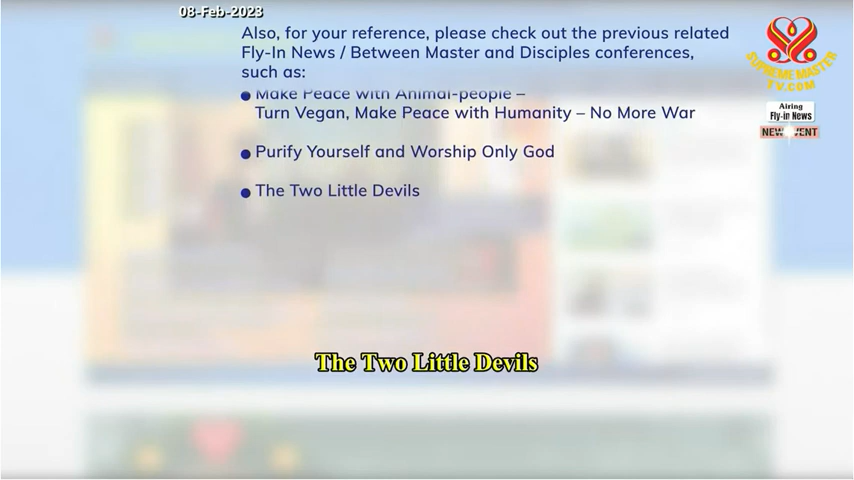 08-Feb-2023
Also, for your reference, please check out the previous related
Fly-In News / Between Master and Disciples conferences,
such as:
Make Peace with Animal-people –
Turn Vegan, Make Peace with Humanity – No More War
Purify Yourself and Worship Only God
The Two Little Devils
SUPREME MASTER
TV.COM
Airing
Fly-in News
The Two Little Devils